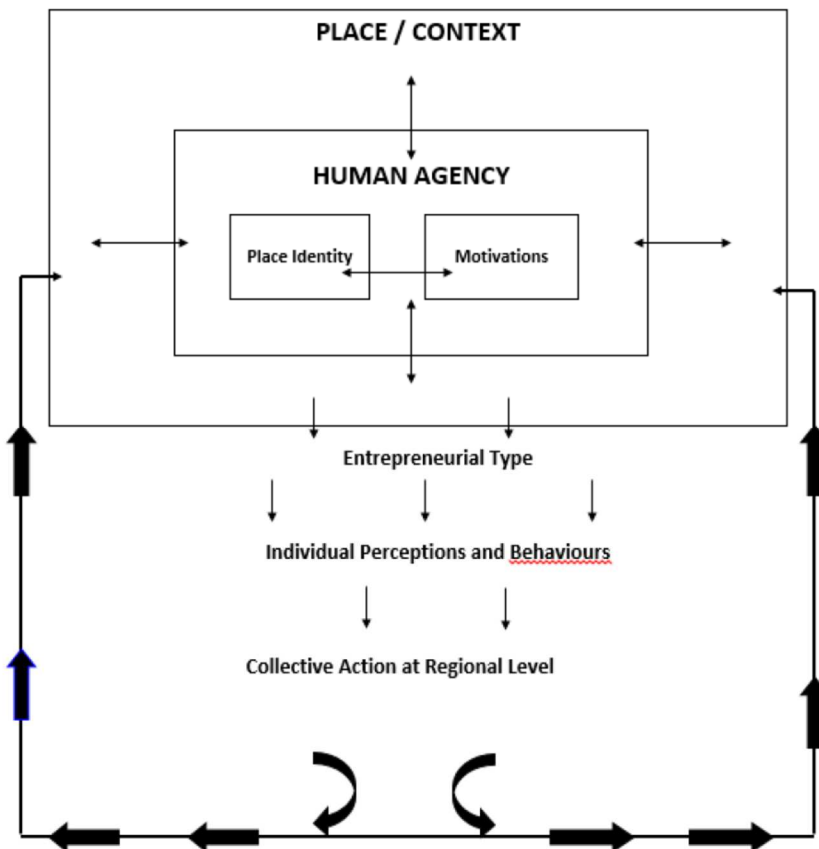 PLACE / CONTEXT
HUMAN AGENCY
Place Identity
Motivations
Entrepreneurial Type
Individual Perceptions and Behaviours
Collective Action at Regional Level